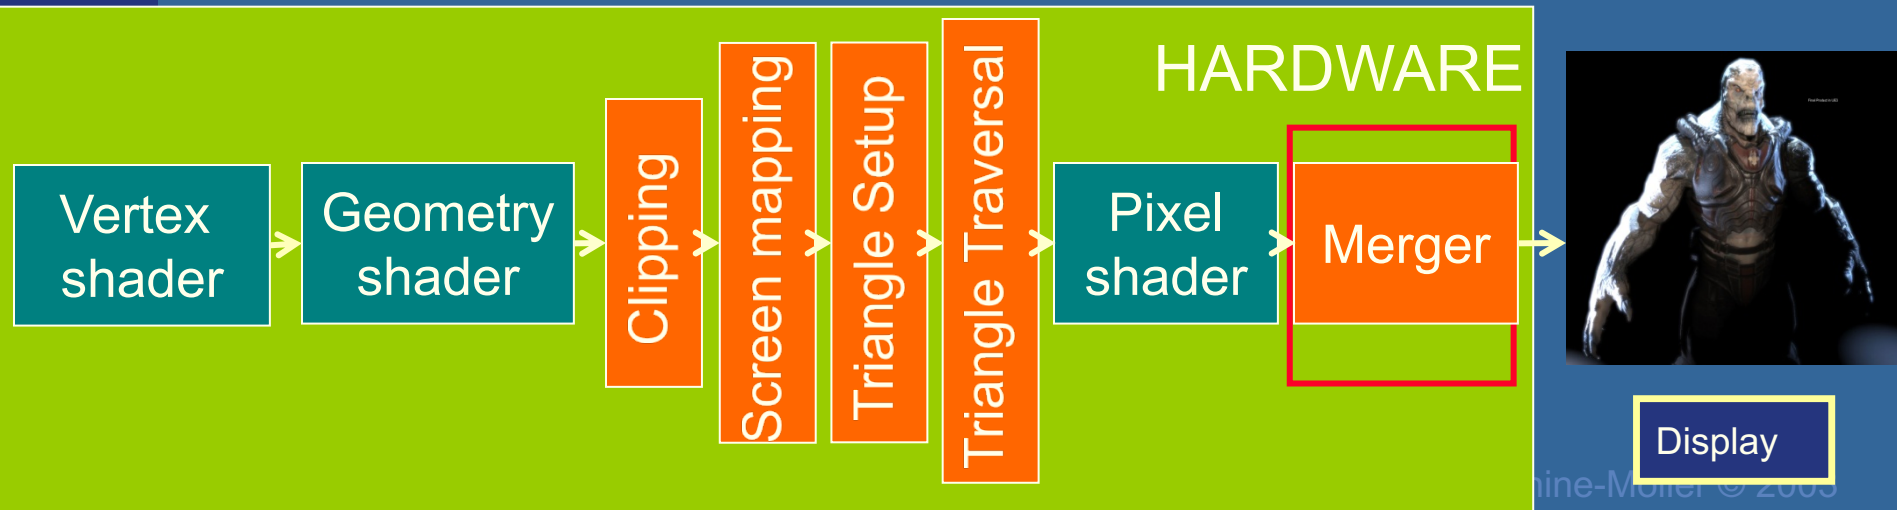 HARDWARE
Vertex
shader
Geometry
shader
Clipping
Screen mapping
Triangle Setup
Triangle Traversal
Pixel
shader
Merger
Display